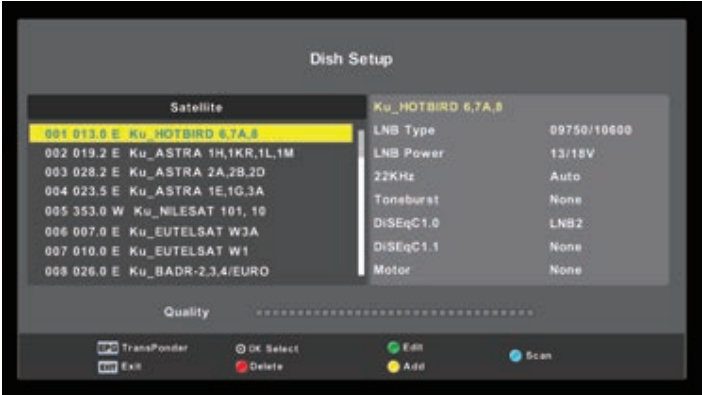 Dish Setup
Satellite
001 013.0 E Ku_HOTBIRD 6,7A,8
002 019.2 E Ku_ASTRA 1H,1KR,1L,1M
003 028.2 E Ku_ASTRA 2A,2B,2D
004 023.5 E Ku_ASTRA 1E,1G,3A
005 353.0 W Ku_NILESAT 101, 10
006 007.0 E Ku_EUTELSAT W3A
007 010.0 E Ku_EUTELSAT W1
008 026.0 E Ku_BADR-2,3,4/EURO
Ku_HOTBIRD 6,7A,8
LNB Type 09750/10600
LNB Power 13/18V
22KHz Auto
Toneburst None
DiSEqC1.0 LNB2
DiSEqC1.1 None
Motor None
Quality
EPG TransPonder OK Select Edit Scan
EXIT Exit Delete Add